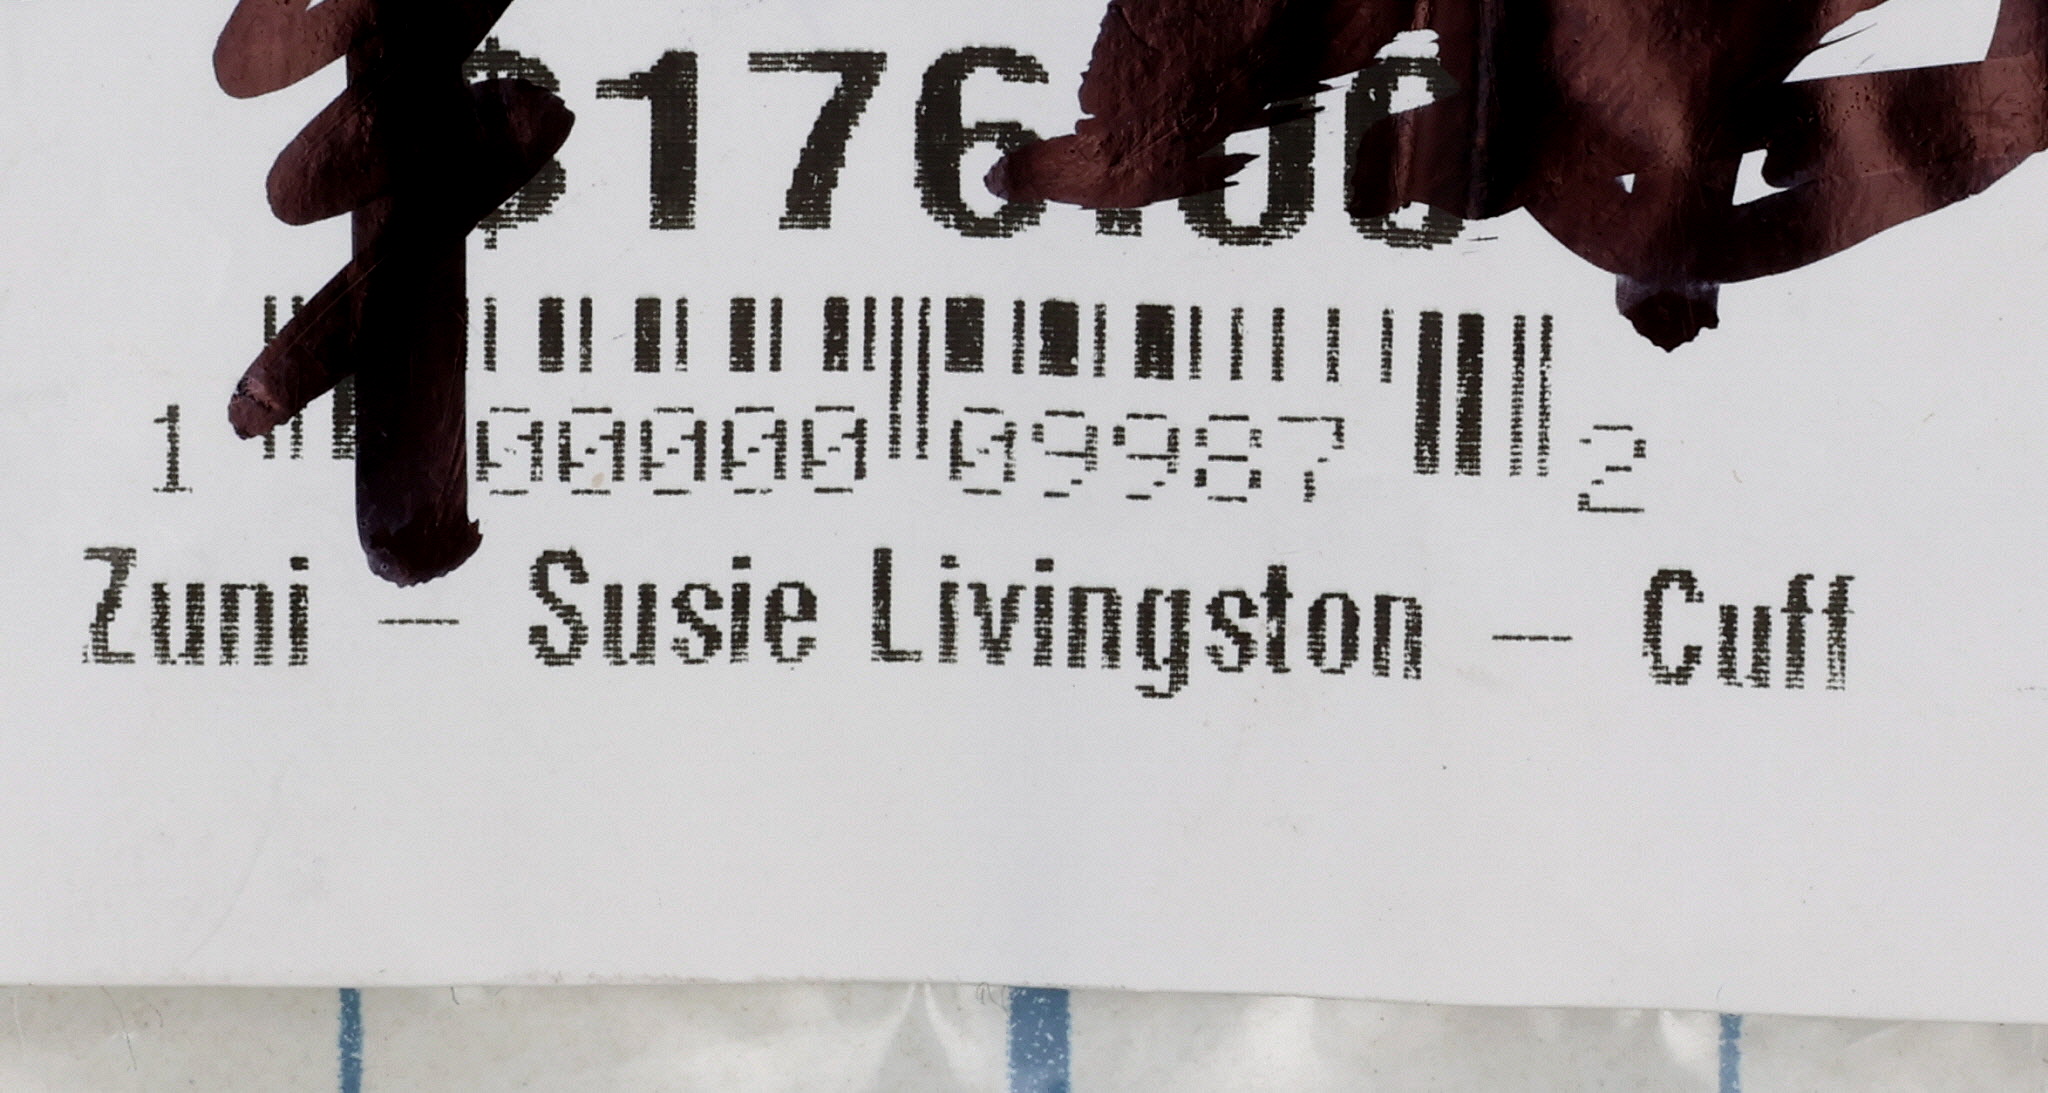 $176.00
1 00000 09987 2
Zuni – Susie Livingston – Cuff